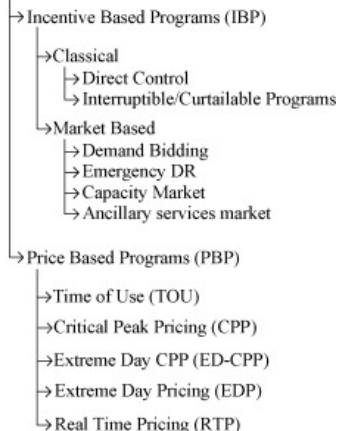 Incentive Based Programs (IBP)
Classical
Direct Control
Interruptible/Curtailable Programs
Market Based
Demand Bidding
Emergency DR
Capacity Market
Ancillary services market
Price Based Programs (PBP)
Time of Use (TOU)
Critical Peak Pricing (CPP)
Extreme Day CPP (ED-CPP)
Extreme Day Pricing (EDP)
Real Time Pricing (RTP)